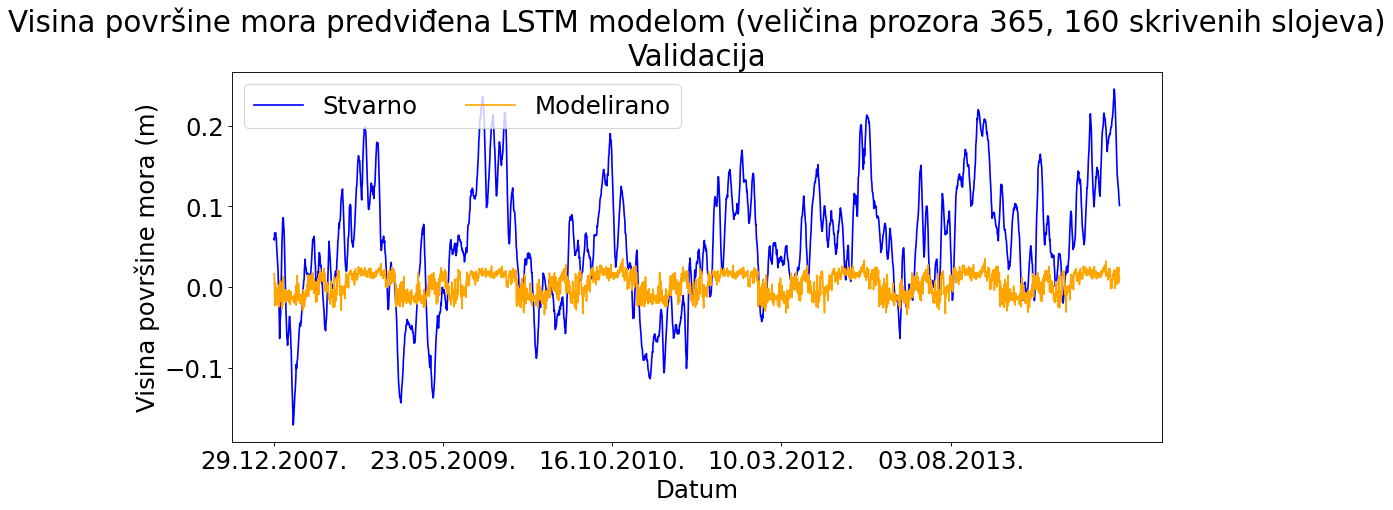 Visina površine mora predviđena LSTM modelom (veličina prozora 365, 160 skrivenih slojeva)
Validacija
Stvarno Modelirano
Visina površine mora (m)
0.2
0.1
0.0
−0.1
29.12.2007. 23.05.2009. 16.10.2010. 10.03.2012. 03.08.2013.
Datum